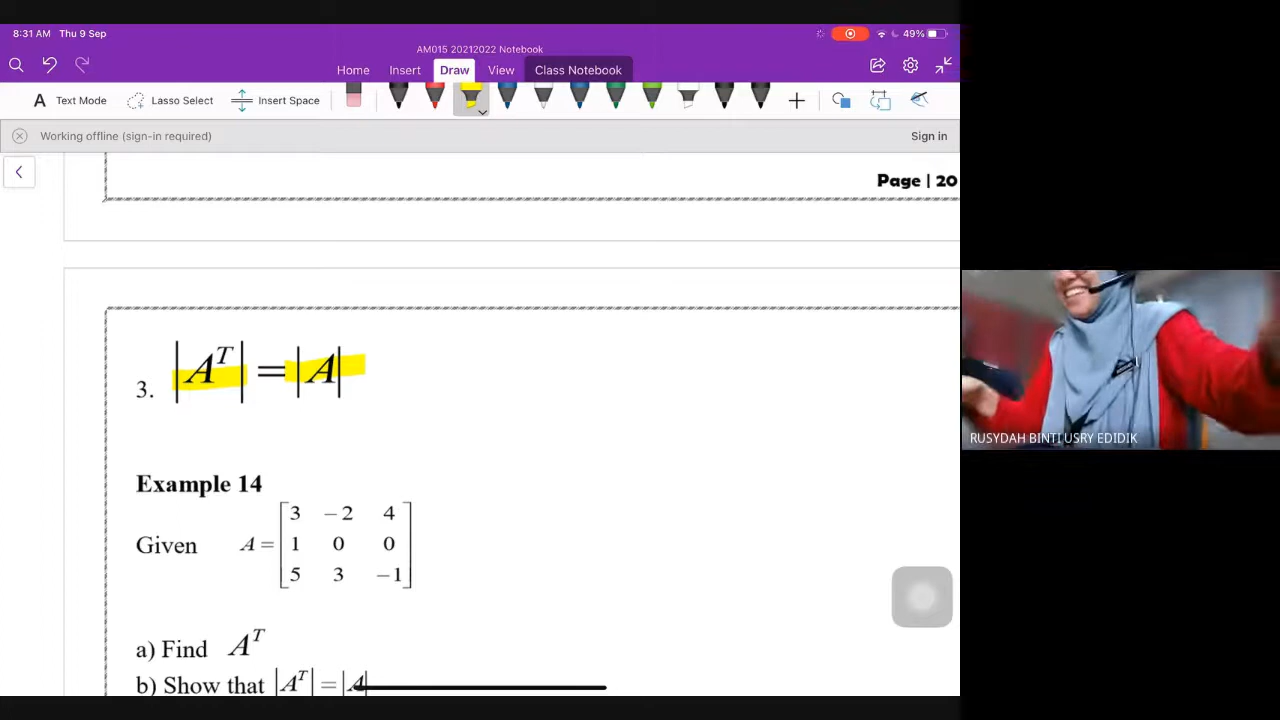 8:31 AM Thu 9 Sep
49%
AM015 20212022 Notebook
Home Insert Draw View Class Notebook
A Text Mode Lasso Select Insert Space
Working offline (sign-in required) Sign in
Page | 20
3. |A^T| = |A|
Example 14
Given A = [3 −2 4
1 0 0
5 3 −1]
a) Find A^T
b) Show that |A^T| = |A|
RUSYDAH BINTI USRY EDIDIK